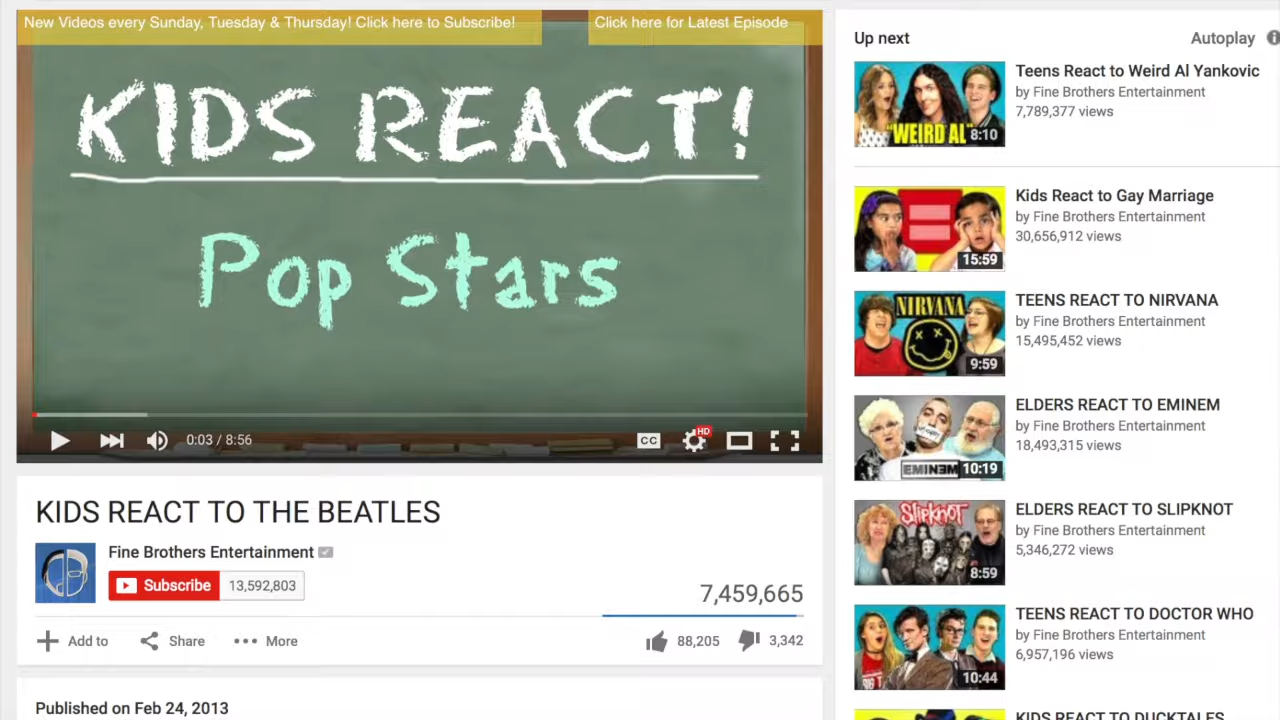 New Videos every Sunday, Tuesday & Thursday! Click here to Subscribe!
Click here for Latest Episode
KIDS REACT!
Pop Stars
0:03 / 8:56
CC
HD
KIDS REACT TO THE BEATLES
Fine Brothers Entertainment
Subscribe 13,592,803
7,459,665
Add to Share More 88,205 3,342
Published on Feb 24, 2013
Up next Autoplay
"WEIRD AL" 8:10
Teens React to Weird Al Yankovic
by Fine Brothers Entertainment
7,789,377 views
15:59
Kids React to Gay Marriage
by Fine Brothers Entertainment
30,656,912 views
NIRVANA
9:59
TEENS REACT TO NIRVANA
by Fine Brothers Entertainment
15,495,452 views
EMINEM 10:19
ELDERS REACT TO EMINEM
by Fine Brothers Entertainment
18,493,315 views
SLIPKNOT
8:59
ELDERS REACT TO SLIPKNOT
by Fine Brothers Entertainment
5,346,272 views
10:44
TEENS REACT TO DOCTOR WHO
by Fine Brothers Entertainment
6,957,196 views
KIDS REACT TO DUCKTALES